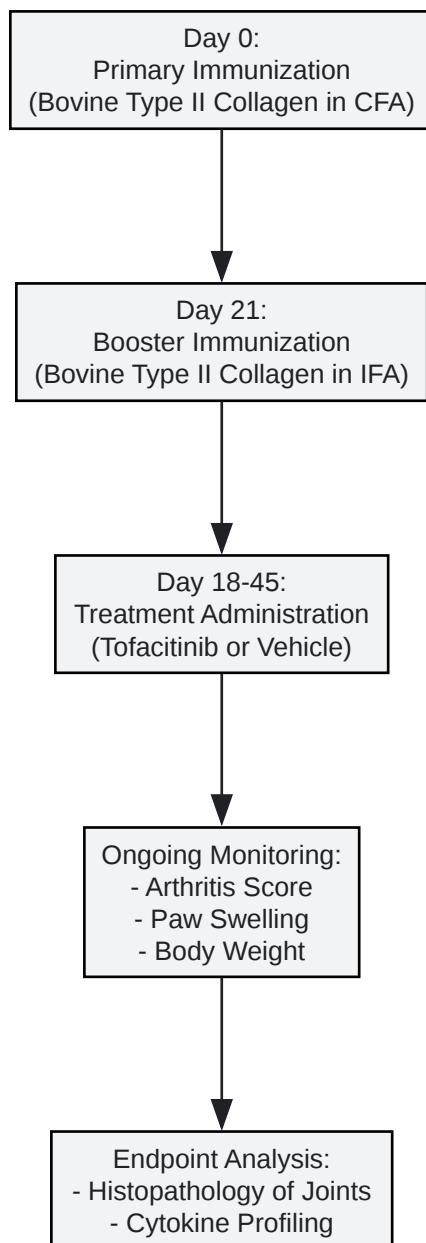 Day 0:
Primary Immunization
(Bovine Type II Collagen in CFA)
Day 21:
Booster Immunization
(Bovine Type II Collagen in IFA)
Day 18-45:
Treatment Administration
(Tofacitinib or Vehicle)
Ongoing Monitoring:
- Arthritis Score
- Paw Swelling
- Body Weight
Endpoint Analysis:
- Histopathology of Joints
- Cytokine Profiling